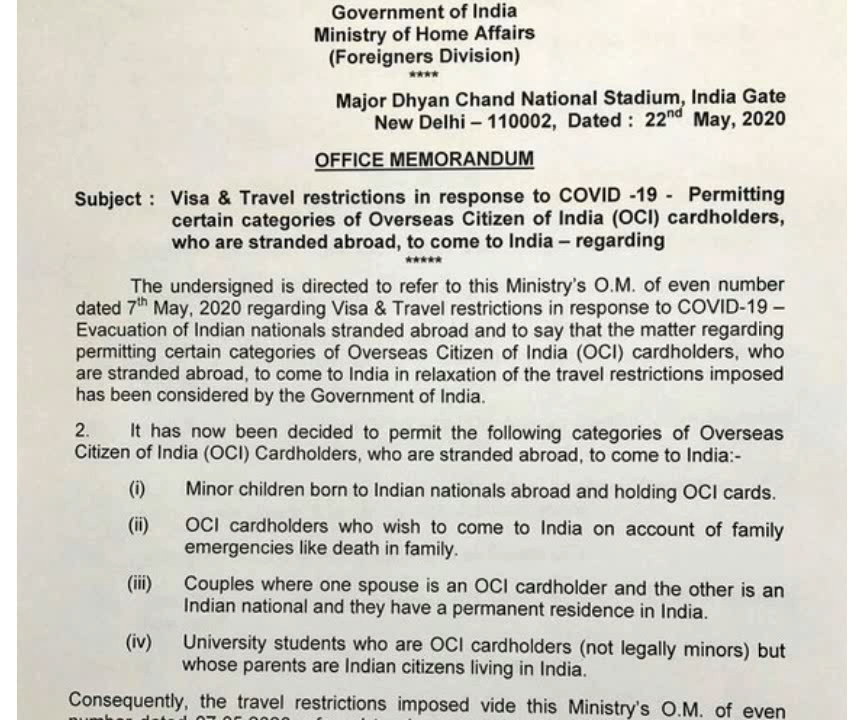 Government of India
Ministry of Home Affairs
(Foreigners Division)
****
Major Dhyan Chand National Stadium, India Gate
New Delhi – 110002, Dated : 22nd May, 2020
OFFICE MEMORANDUM
Subject : Visa & Travel restrictions in response to COVID -19 - Permitting
certain categories of Overseas Citizen of India (OCI) cardholders,
who are stranded abroad, to come to India – regarding
*****
The undersigned is directed to refer to this Ministry's O.M. of even number
dated 7th May, 2020 regarding Visa & Travel restrictions in response to COVID-19 –
Evacuation of Indian nationals stranded abroad and to say that the matter regarding
permitting certain categories of Overseas Citizen of India (OCI) cardholders, who
are stranded abroad, to come to India in relaxation of the travel restrictions imposed
has been considered by the Government of India.
2. It has now been decided to permit the following categories of Overseas
Citizen of India (OCI) Cardholders, who are stranded abroad, to come to India:-
(i) Minor children born to Indian nationals abroad and holding OCI cards.
(ii) OCI cardholders who wish to come to India on account of family
emergencies like death in family.
(iii) Couples where one spouse is an OCI cardholder and the other is an
Indian national and they have a permanent residence in India.
(iv) University students who are OCI cardholders (not legally minors) but
whose parents are Indian citizens living in India.
Consequently, the travel restrictions imposed vide this Ministry's O.M. of even